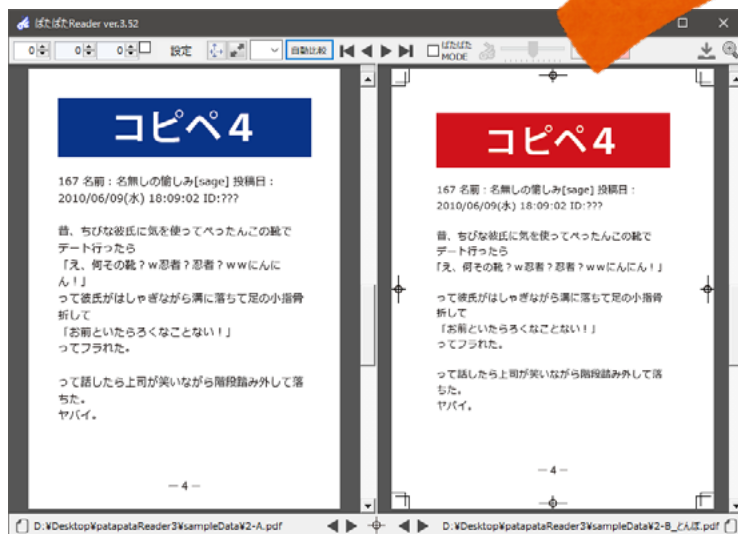 ぱたぱたReader ver.3.52
0 0 0 設定 自動比較 ぱたぱた
MODE
コピペ4
167 名前：名無しの愉しみ[sage] 投稿日：
2010/06/09(水) 18:09:02 ID:???
昔、ちびな彼氏に気を使ってぺったんこの靴で
デート行ったら
「え、何その靴？w忍者？忍者？wwにんに
ん！」
って彼氏がはしゃぎながら溝に落ちて足の小指骨
折して
「お前といたらろくなことない！」
ってフラれた。
って話したら上司が笑いながら階段踏み外して落
ちた。
ヤバイ。
― 4 ―
コピペ4
167 名前：名無しの愉しみ[sage] 投稿日：
2010/06/09(水) 18:09:02 ID:???
昔、ちびな彼氏に気を使ってぺったんこの靴で
デート行ったら
「え、何その靴？w忍者？忍者？wwにんにん！」
って彼氏がはしゃぎながら溝に落ちて足の小指骨
折して
「お前といたらろくなことない！」
ってフラれた。
って話したら上司が笑いながら階段踏み外して落
ちた。
ヤバイ。
― 4 ―
D:¥Desktop¥patapataReader3¥sampleData¥2-A.pdf
D:¥Desktop¥patapataReader3¥sampleData¥2-B_とんぼ.pdf